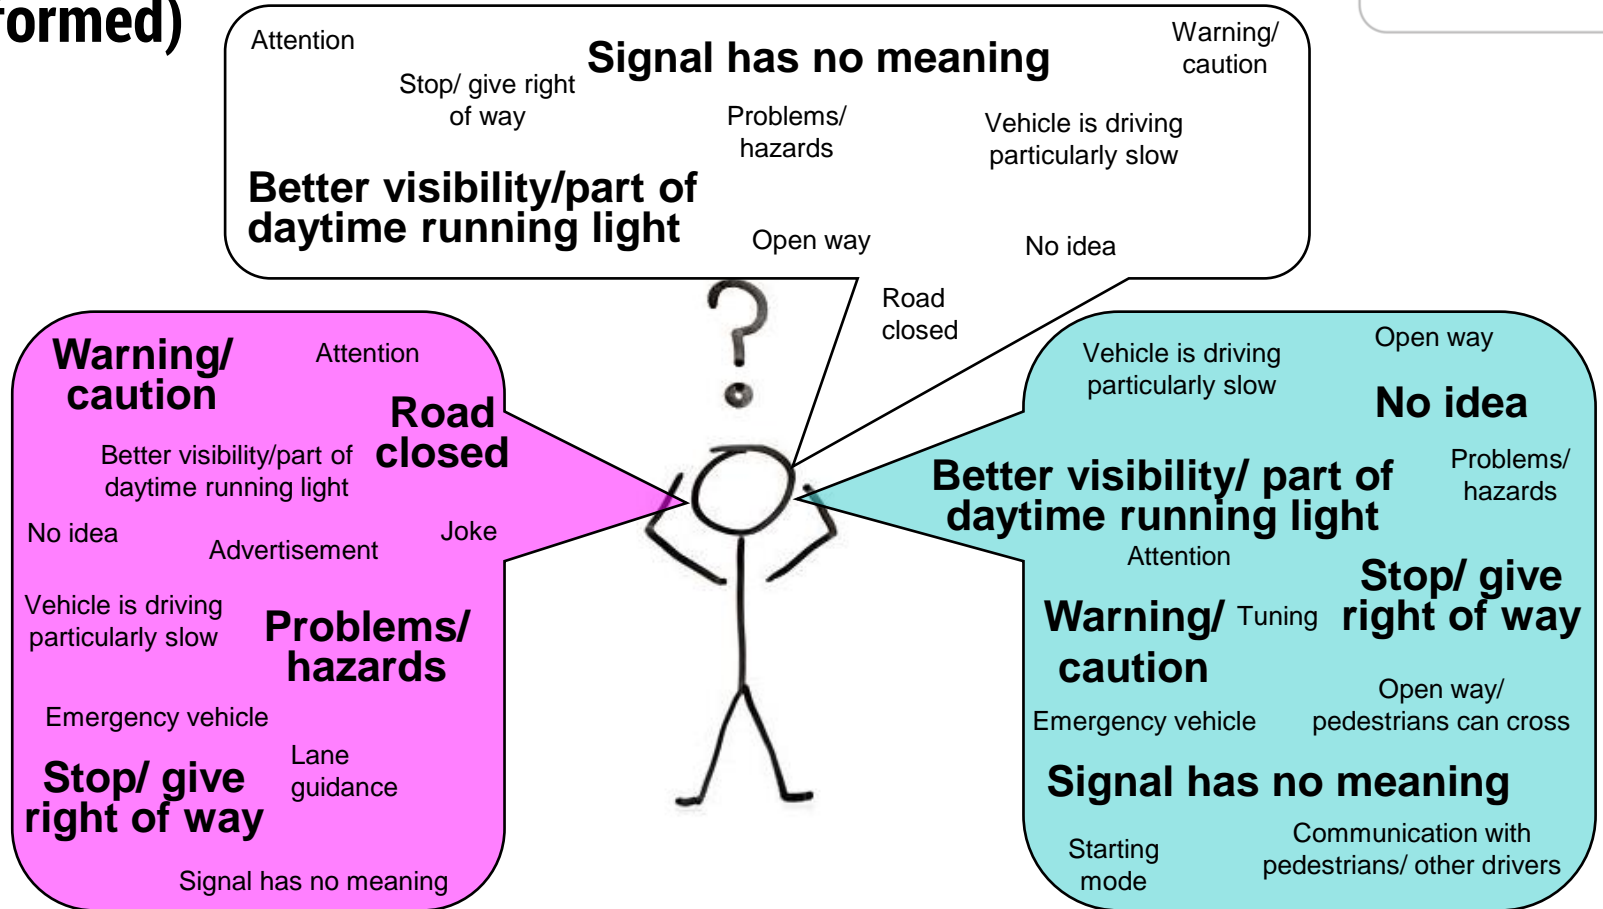 ormed)
Attention
Signal has no meaning
Warning/
caution
Stop/ give right
of way
Problems/
hazards
Vehicle is driving
particularly slow
Better visibility/part of
daytime running light
Open way
No idea
Road
closed
?
Warning/
caution
Attention
Road
closed
Better visibility/part of
daytime running light
No idea
Advertisement
Joke
Vehicle is driving
particularly slow
Problems/
hazards
Emergency vehicle
Stop/ give
right of way
Lane
guidance
Signal has no meaning
Vehicle is driving
particularly slow
Open way
No idea
Better visibility/ part of
daytime running light
Problems/
hazards
Attention
Stop/ give
right of way
Warning/
caution
Tuning
Open way/
pedestrians can cross
Emergency vehicle
Signal has no meaning
Starting
mode
Communication with
pedestrians/ other drivers